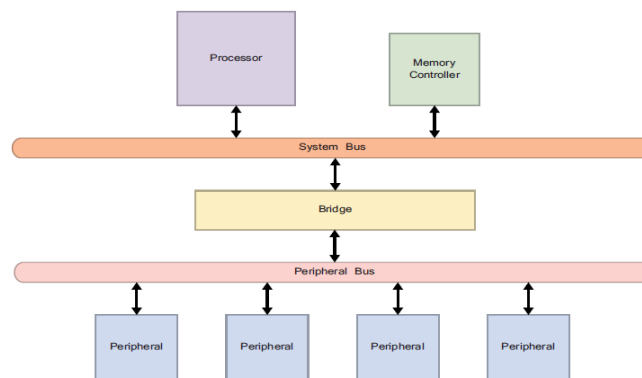 Processor
Memory
Controller
System Bus
Bridge
Peripheral Bus
Peripheral
Peripheral
Peripheral
Peripheral